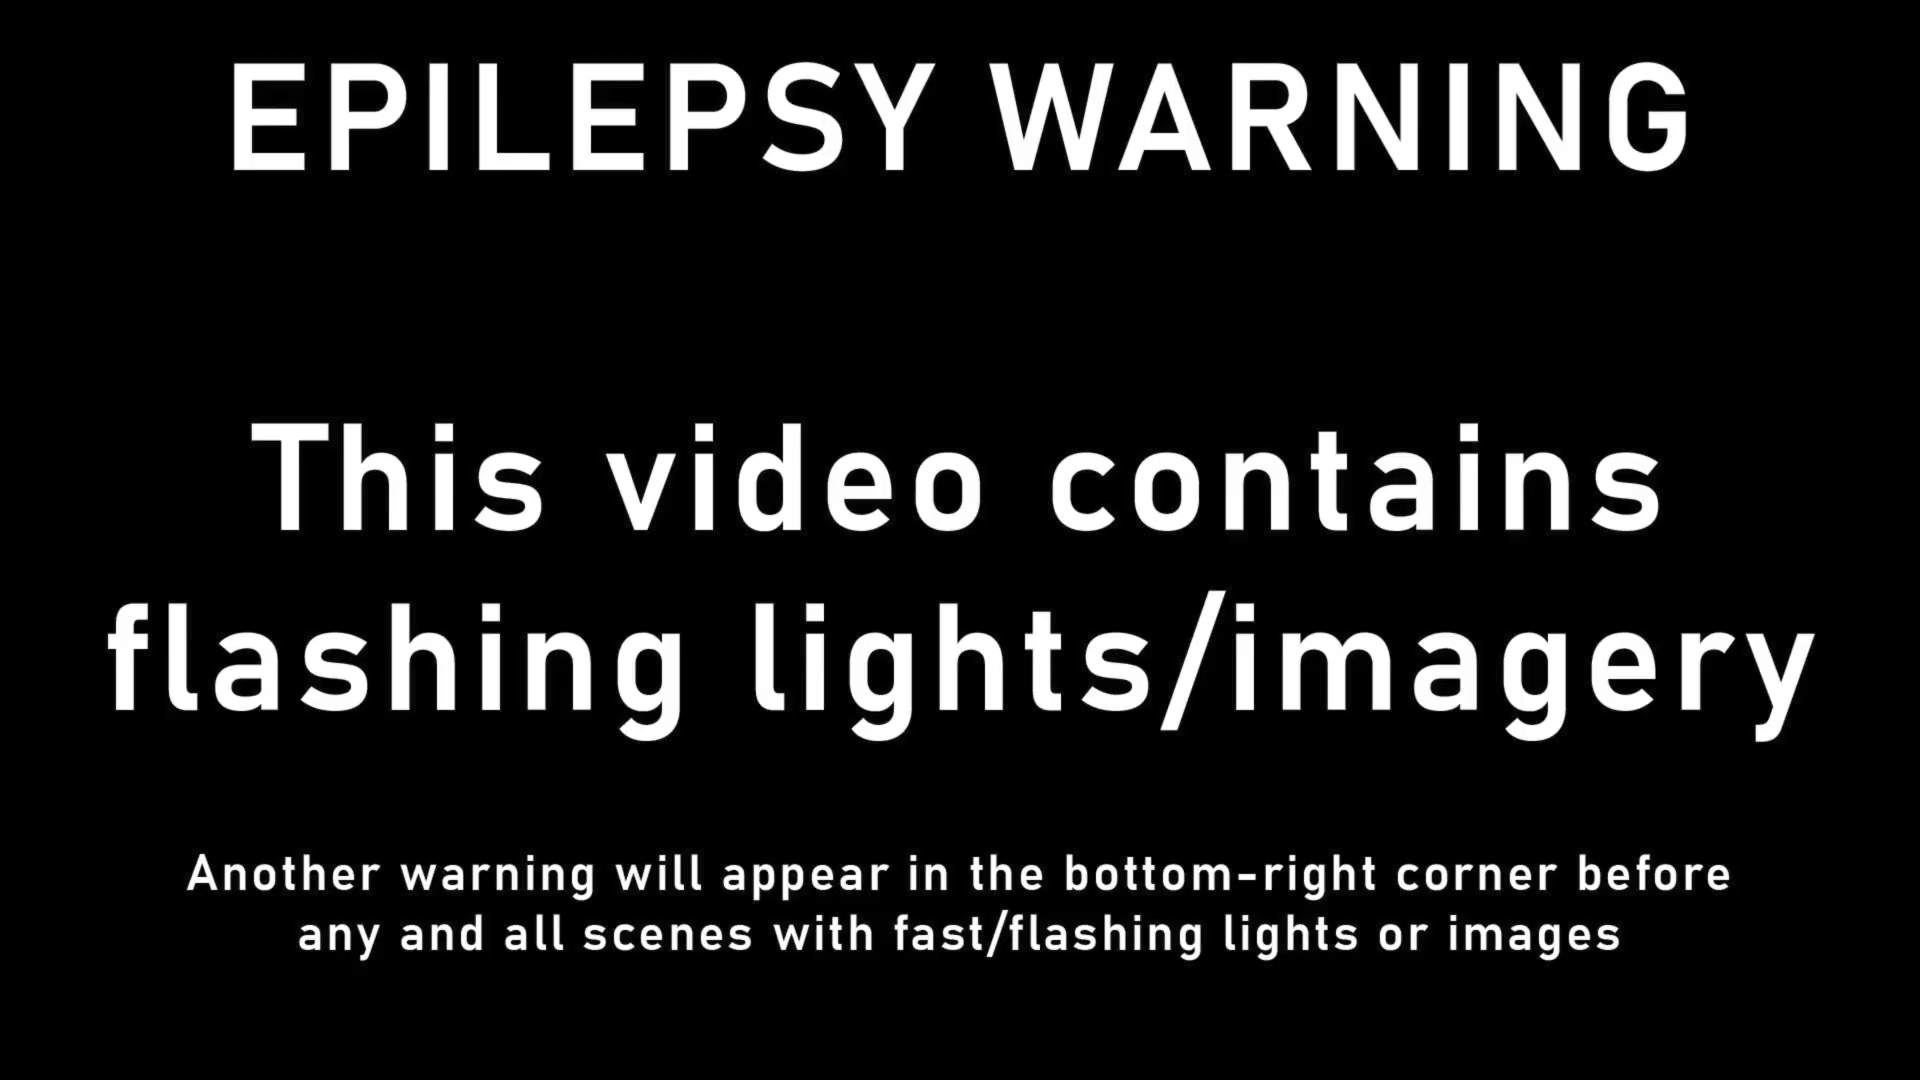 EPILEPSY WARNING
This video contains
flashing lights/imagery
Another warning will appear in the bottom-right corner before
any and all scenes with fast/flashing lights or images